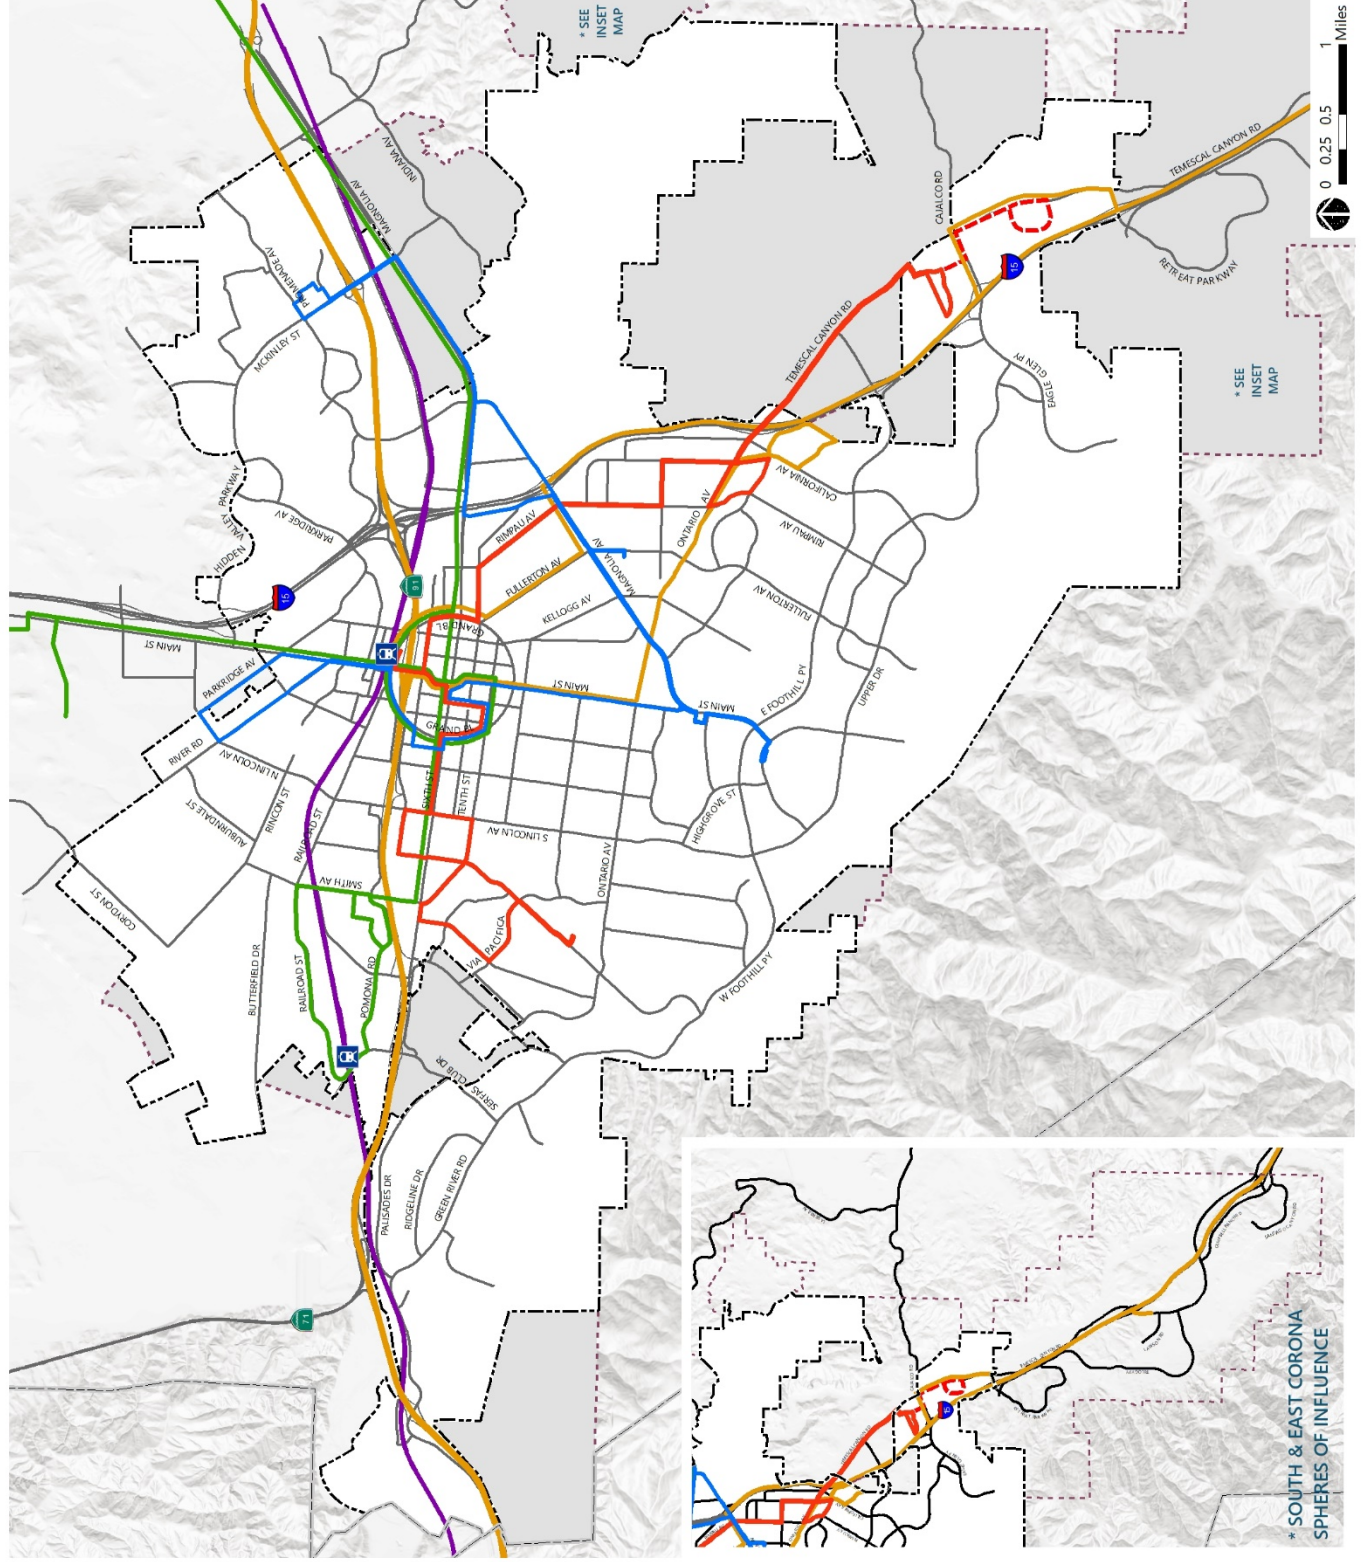 * SEE
INSET
MAP
INDIANA AV
MAGNOLIA AV
PROMENADE AV
MCKINLEY ST
HIDDEN
VALLEY PARKWAY
PARKRIDGE AV
15
91
MAIN ST
PARKRIDGE AV
RIVER RD
N LINCOLN AV
AUBURNDALE ST
RINCON ST
RAILROAD ST
CORYDON ST
BUTTERFIELD DR
SMITH AV
RAILROAD ST
POMONA RD
SIXTH ST
TENTH ST
GRAND BL
GRAND BL
RIMPAU AV
FULLERTON AV
KELLOGG AV
MAGNOLIA AV
MAIN ST
MAIN ST
ONTARIO AV
CALIFORNIA AV
RIMPAU AV
FULLERTON AV
E FOOTHILL PY
UPPER DR
HIGHGROVE ST
S LINCOLN AV
ONTARIO AV
VIA PACIFICA
W FOOTHILL PY
SERFAS CLUB DR
PALISADES DR
RIDGELINE DR
GREEN RIVER RD
71
TEMESCAL CANYON RD
CAJALCO RD
15
EAGLE GLEN PY
RETREAT PARKWAY
TEMESCAL CANYON RD
* SEE
INSET
MAP
0 0.25 0.5 1
Miles
15
* SOUTH & EAST CORONA
SPHERES OF INFLUENCE